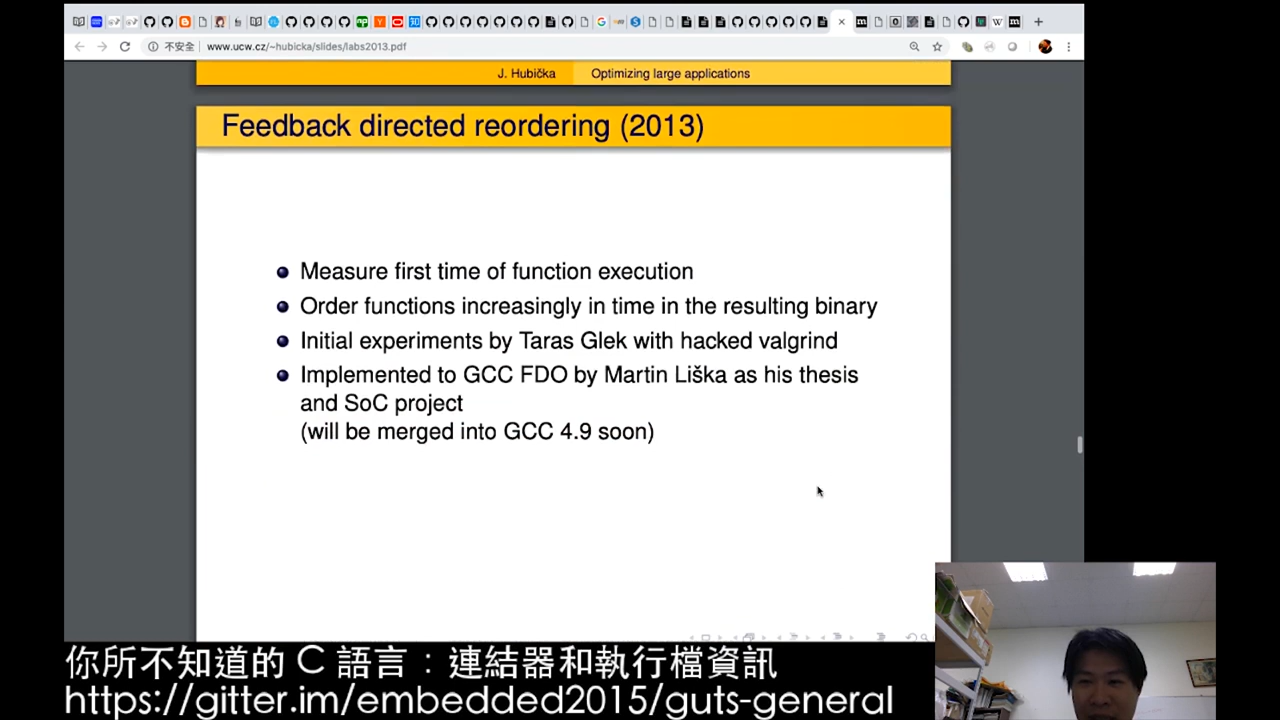 不安全
www.ucw.cz/~hubicka/slides/labs2013.pdf
J. Hubička Optimizing large applications
Feedback directed reordering (2013)
Measure first time of function execution
Order functions increasingly in time in the resulting binary
Initial experiments by Taras Glek with hacked valgrind
Implemented to GCC FDO by Martin Liška as his thesis
and SoC project
(will be merged into GCC 4.9 soon)
你所不知道的 C 語言：連結器和執行檔資訊
https://gitter.im/embedded2015/guts-general